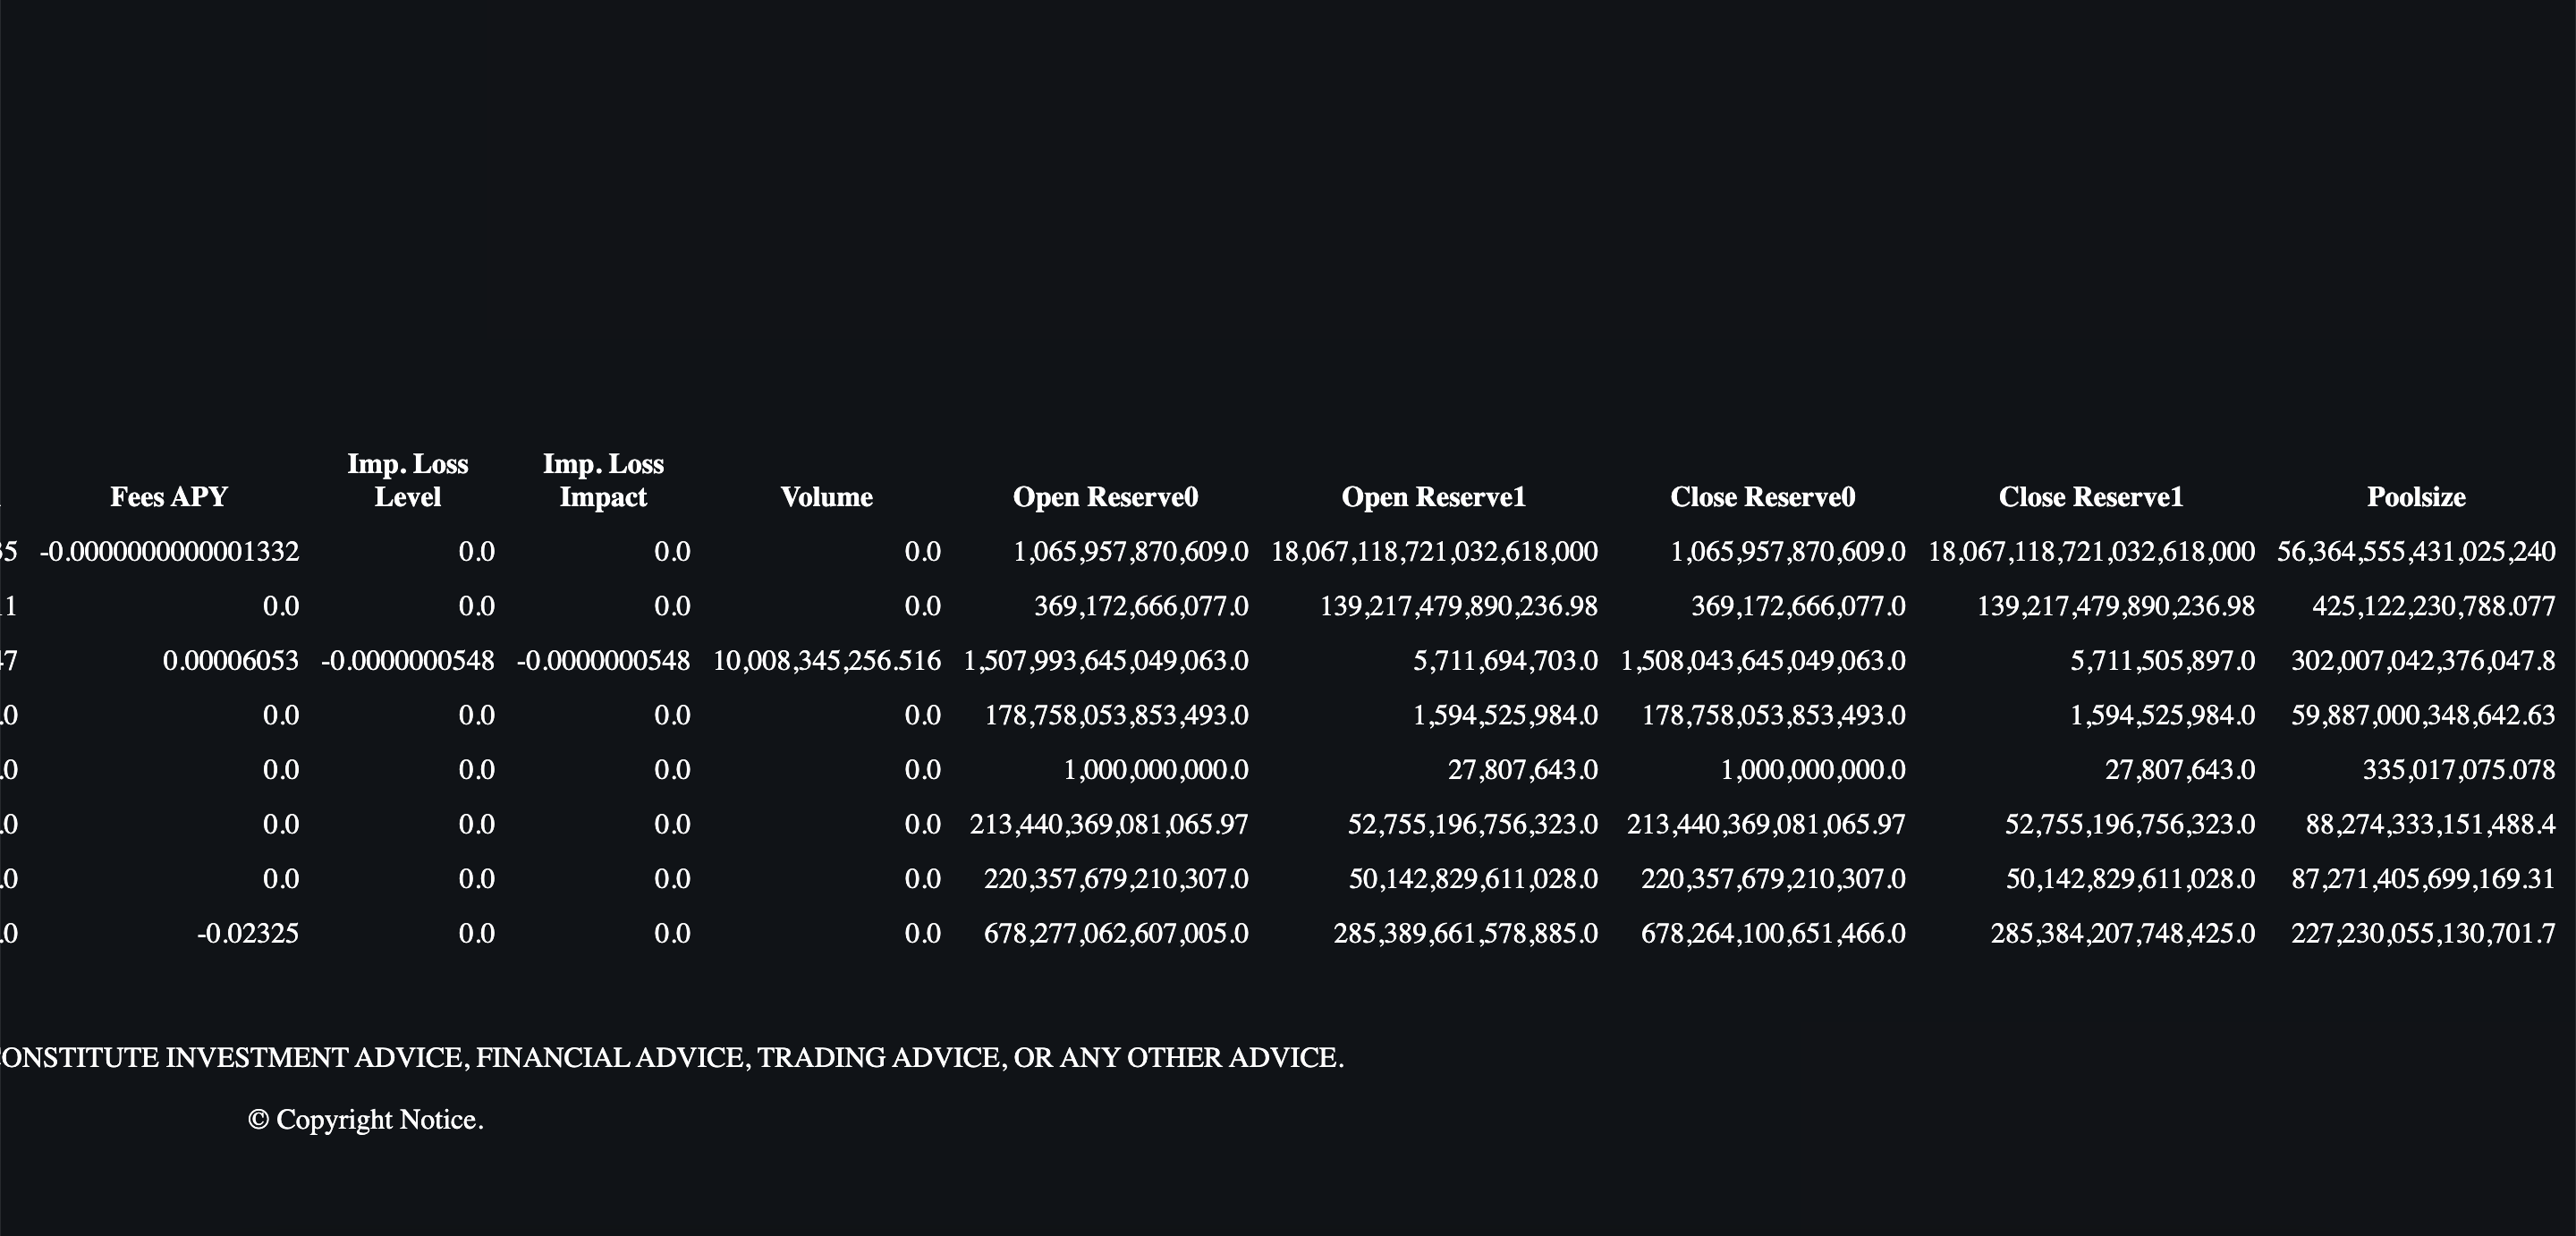 Imp. Loss Imp. Loss
Fees APY Level Impact Volume Open Reserve0 Open Reserve1 Close Reserve0 Close Reserve1 Poolsize
35 -0.0000000000001332 0.0 0.0 0.0 1,065,957,870,609.0 18,067,118,721,032,618,000 1,065,957,870,609.0 18,067,118,721,032,618,000 56,364,555,431,025,240
11 0.0 0.0 0.0 0.0 369,172,666,077.0 139,217,479,890,236.98 369,172,666,077.0 139,217,479,890,236.98 425,122,230,788.077
47 0.00006053 -0.0000000548 -0.0000000548 10,008,345,256.516 1,507,993,645,049,063.0 5,711,694,703.0 1,508,043,645,049,063.0 5,711,505,897.0 302,007,042,376,047.8
.0 0.0 0.0 0.0 0.0 178,758,053,853,493.0 1,594,525,984.0 178,758,053,853,493.0 1,594,525,984.0 59,887,000,348,642.63
.0 0.0 0.0 0.0 0.0 1,000,000,000.0 27,807,643.0 1,000,000,000.0 27,807,643.0 335,017,075.078
.0 0.0 0.0 0.0 0.0 213,440,369,081,065.97 52,755,196,756,323.0 213,440,369,081,065.97 52,755,196,756,323.0 88,274,333,151,488.4
.0 0.0 0.0 0.0 0.0 220,357,679,210,307.0 50,142,829,611,028.0 220,357,679,210,307.0 50,142,829,611,028.0 87,271,405,699,169.31
.0 -0.02325 0.0 0.0 0.0 678,277,062,607,005.0 285,389,661,578,885.0 678,264,100,651,466.0 285,384,207,748,425.0 227,230,055,130,701.7
ONSTITUTE INVESTMENT ADVICE, FINANCIAL ADVICE, TRADING ADVICE, OR ANY OTHER ADVICE.
© Copyright Notice.